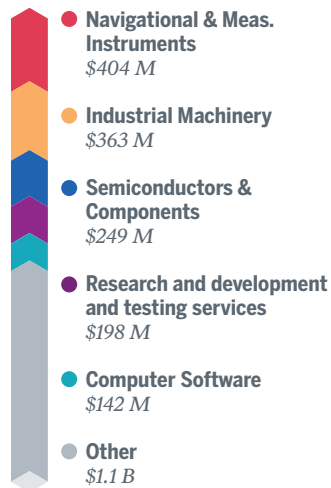 Navigational & Meas.
Instruments
$404 M
Industrial Machinery
$363 M
Semiconductors &
Components
$249 M
Research and development
and testing services
$198 M
Computer Software
$142 M
Other
$1.1 B